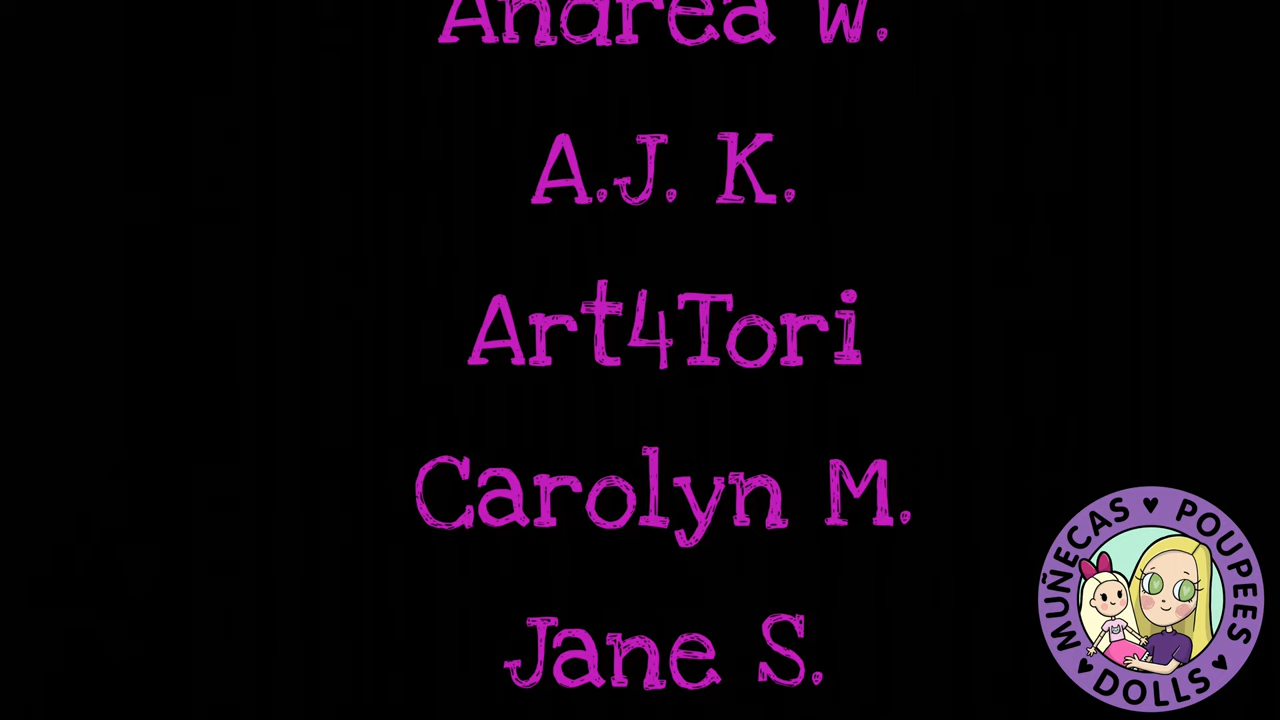 Andrea W.
A.J. K.
Art4Tori
Carolyn M.
Jane S.
MUÑECAS ♥ POUPEES ♥ DOLLS ♥